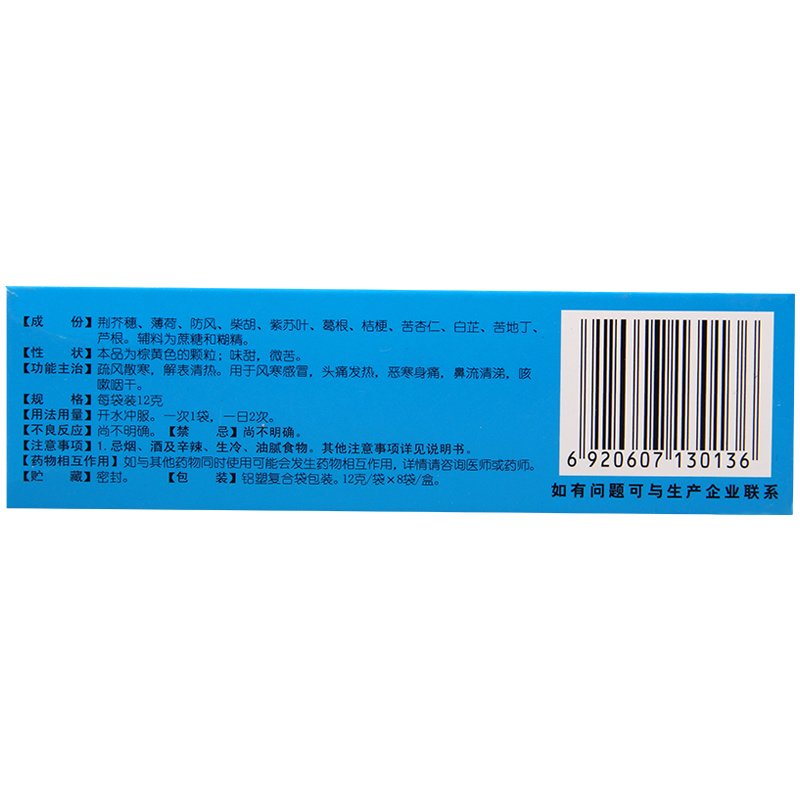 【成 份】荆芥穗、薄荷、防风、柴胡、紫苏叶、葛根、桔梗、苦杏仁、白芷、苦地丁、
芦根。辅料为蔗糖和糊精。
【性 状】本品为棕黄色的颗粒；味甜，微苦。
【功能主治】疏风散寒，解表清热。用于风寒感冒，头痛发热，恶寒身痛，鼻流清涕，咳
嗽咽干。
【规 格】每袋装12克
【用法用量】开水冲服。一次1袋，一日2次。
【不良反应】尚不明确。【禁 忌】尚不明确。
【注意事项】1. 忌烟、酒及辛辣、生冷、油腻食物。其他注意事项详见说明书。
【药物相互作用】如与其他药物同时使用可能会发生药物相互作用，详情请咨询医师或药师。
【贮 藏】密封。 【包 装】铝塑复合袋包装。12克/袋×8袋/盒。
6 920607 130136
如有问题可与生产企业联系